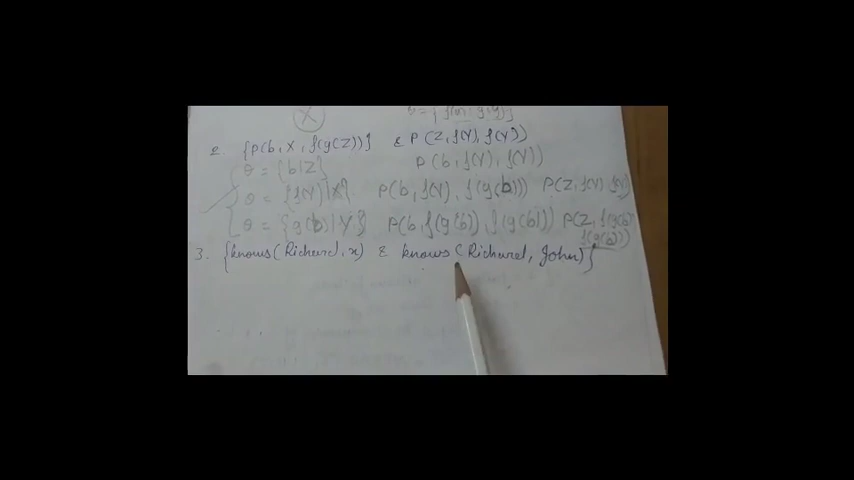 X θ = {f(m), g(y)}
2 {P(b, X, f(g(Z))} & P(Z, f(Y), f(Y))
θ = {b/Z} P(b, f(Y), f(Y))
θ = {f(Y)/X} P(b, f(Y), f(g(b))) P(Z, f(Y) f(Y)
θ = {g(b)/Y} P(b, f(g(b)), f(g(b)) P(Z, f(g(b)
f(g(b)))
3. {knows(Richard, x) & knows(Richard, John)}